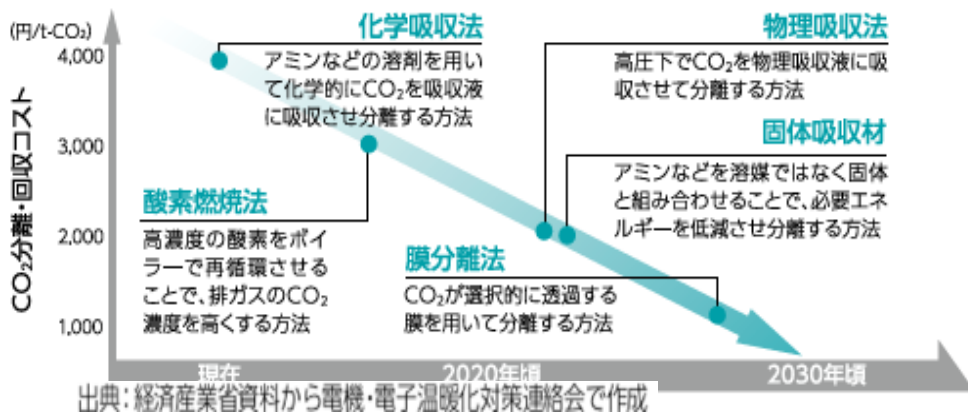 (円/t-CO₂)
4,000
3,000
2,000
1,000
CO₂分離・回収コスト
化学吸収法
アミンなどの溶剤を用い
て化学的にCO₂を吸収液
に吸収させ分離する方法
物理吸収法
高圧下でCO₂を物理吸収液に吸
収させて分離する方法
固体吸収材
アミンなどを溶媒ではなく固体
と組み合わせることで、必要エネ
ルギーを低減させ分離する方法
酸素燃焼法
高濃度の酸素をボイ
ラーで再循環させる
ことで、排ガスのCO₂
濃度を高くする方法
膜分離法
CO₂が選択的に透過する
膜を用いて分離する方法
現在
2020年頃
2030年頃
出典：経済産業省資料から電機・電子温暖化対策連絡会で作成